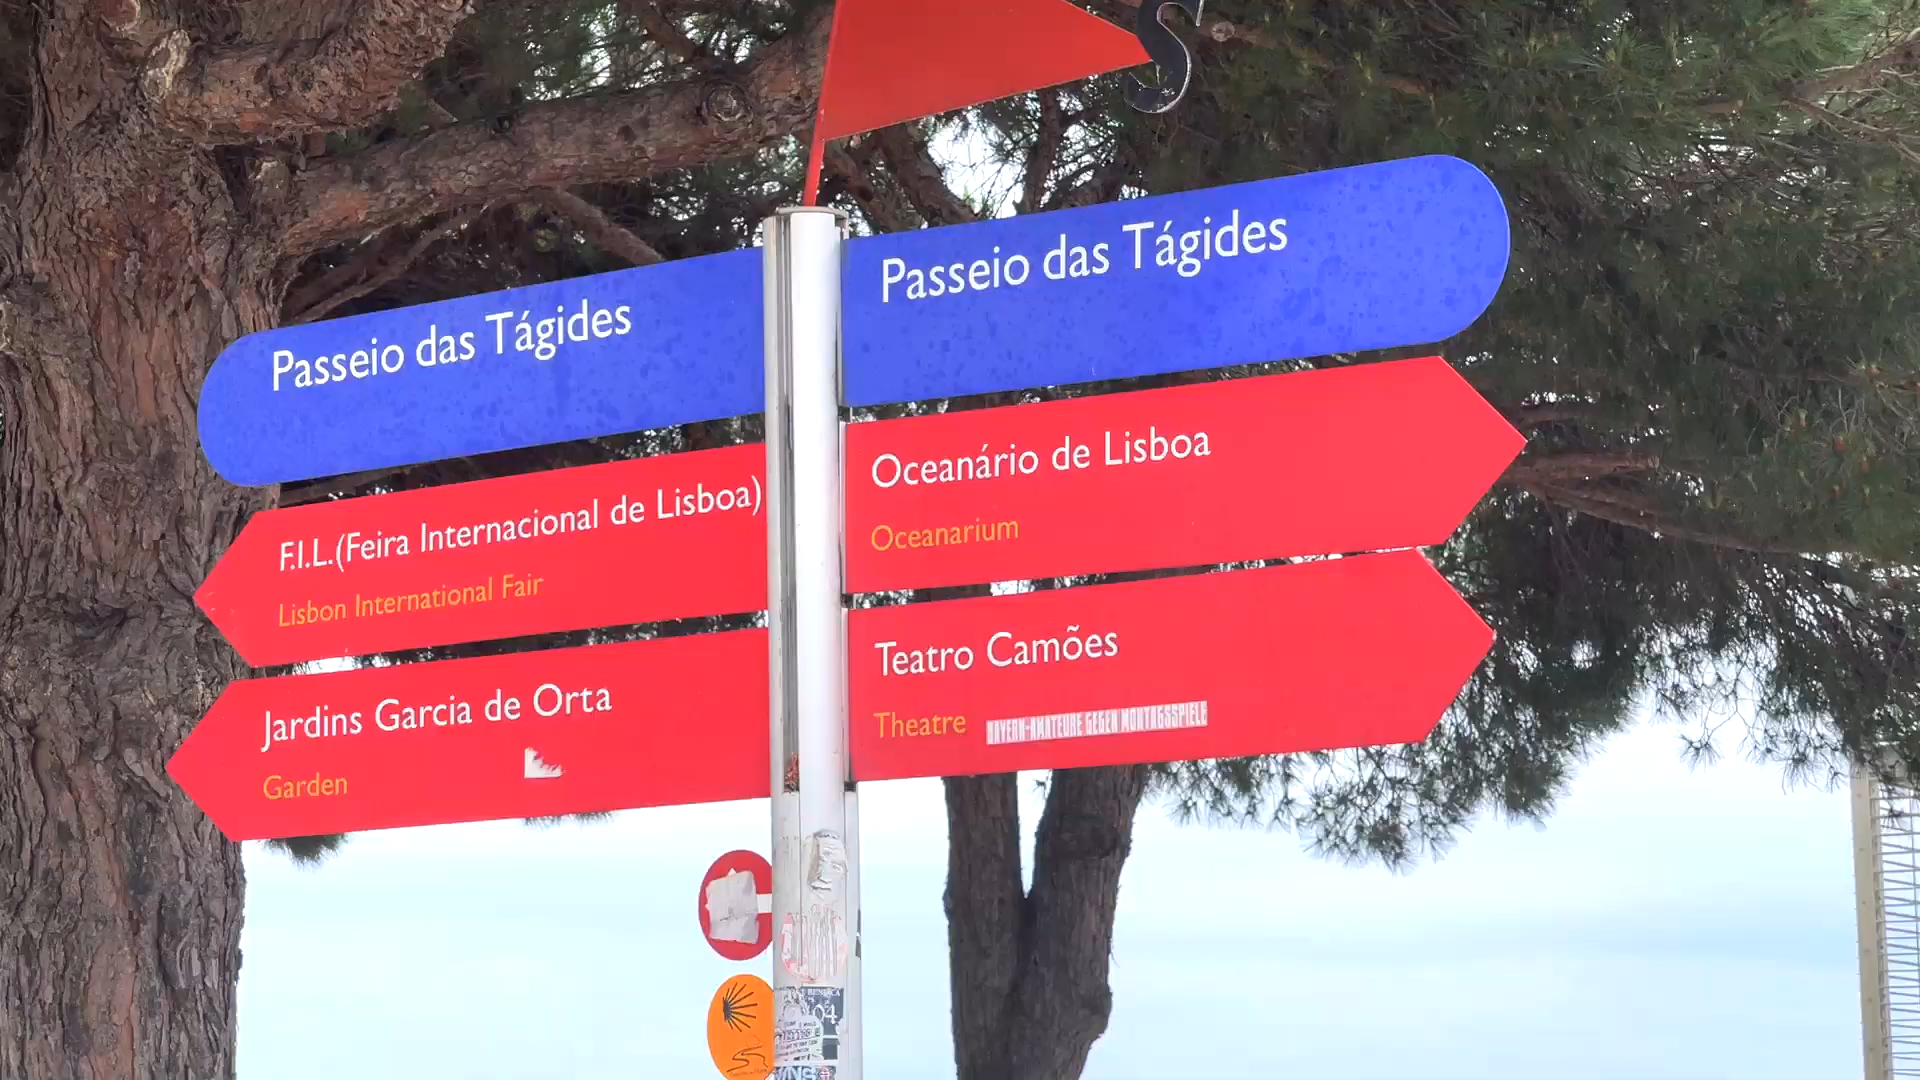 S
Passeio das Tágides
F.I.L.(Feira Internacional de Lisboa)
Lisbon International Fair
Jardins Garcia de Orta
Garden
Passeio das Tágides
Oceanário de Lisboa
Oceanarium
Teatro Camões
Theatre
BAYERN-AMATEURE GEGEN MONTAGSSPIELE
04